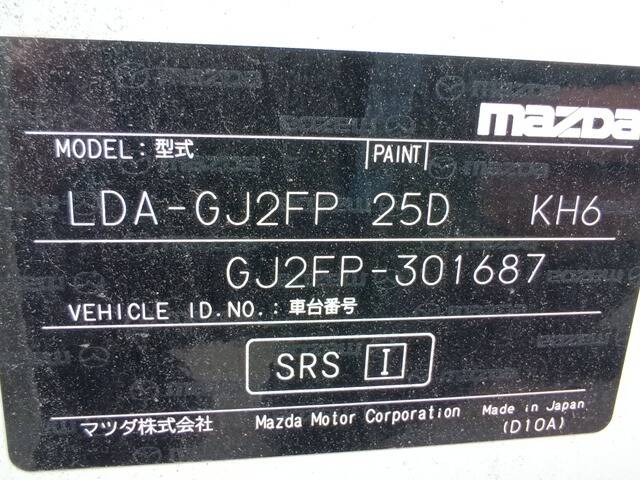 mazda
MODEL: 型式 PAINT
LDA-GJ2FP 25D KH6
GJ2FP-301687
VEHICLE ID.NO.: 車台番号
SRS I
マツダ株式会社 Mazda Motor Corporation Made in Japan
(D10A)